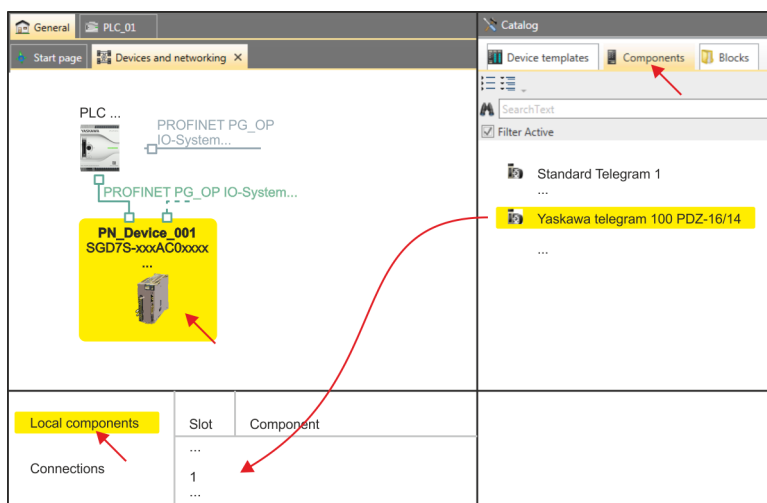 General
PLC_01
Start page
Devices and networking
PLC ...
YASKAWA
PROFINET PG_OP
IO-System...
PROFINET PG_OP IO-System...
PN_Device_001
SGD7S-xxxAC0xxxx
...
Local components
Connections
Slot
Component
...
1
...
Catalog
Device templates
Components
Blocks
SearchText
Filter Active
Standard Telegram 1
...
Yaskawa telegram 100 PDZ-16/14
...